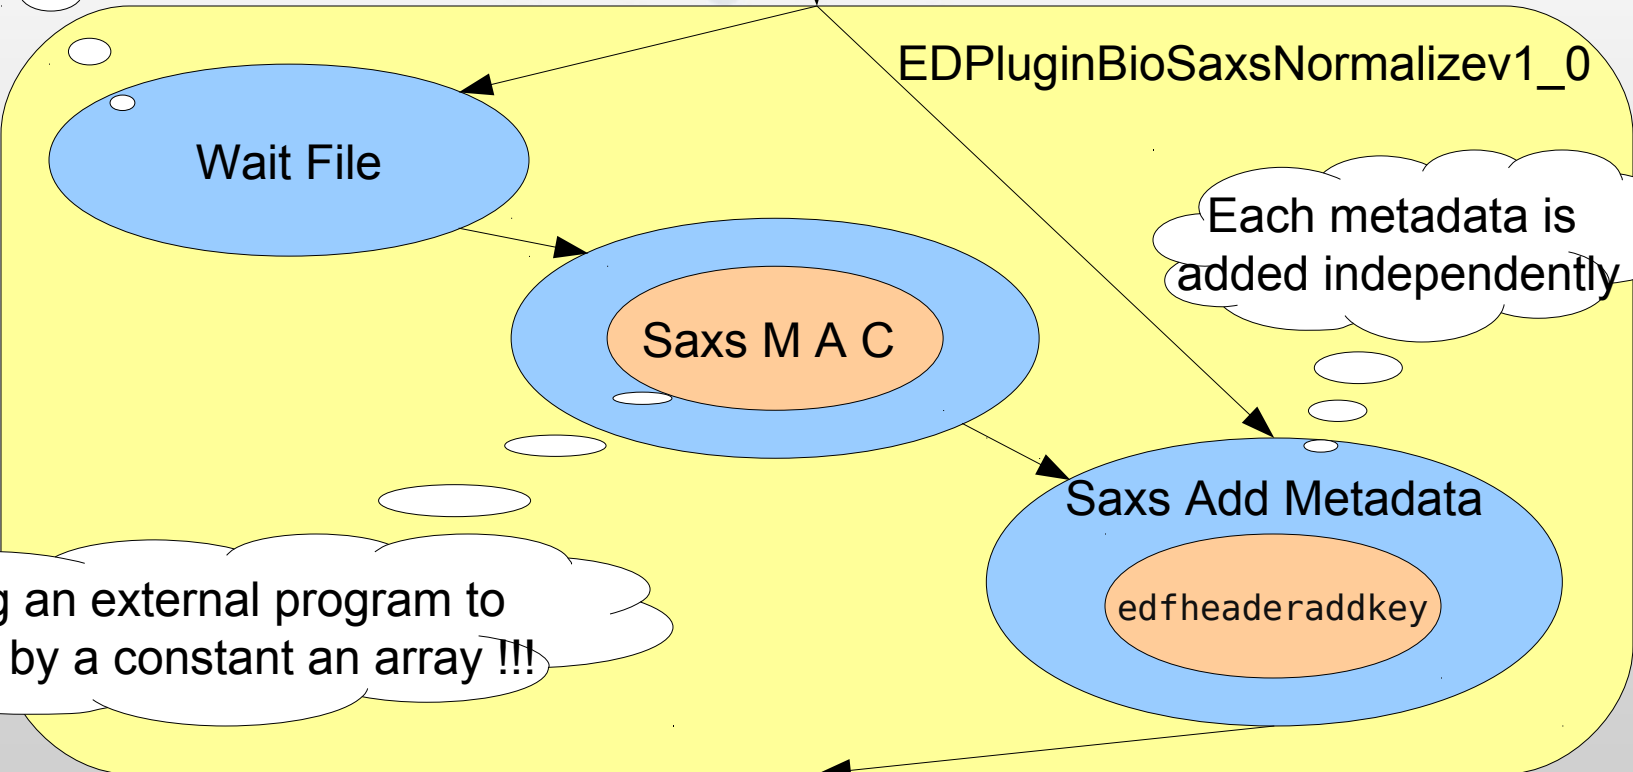 EDPluginBioSaxsNormalizev1_0
Wait File
Each metadata is
added independently
Saxs M A C
Saxs Add Metadata
edfheaderaddkey
an external program to
by a constant an array !!!